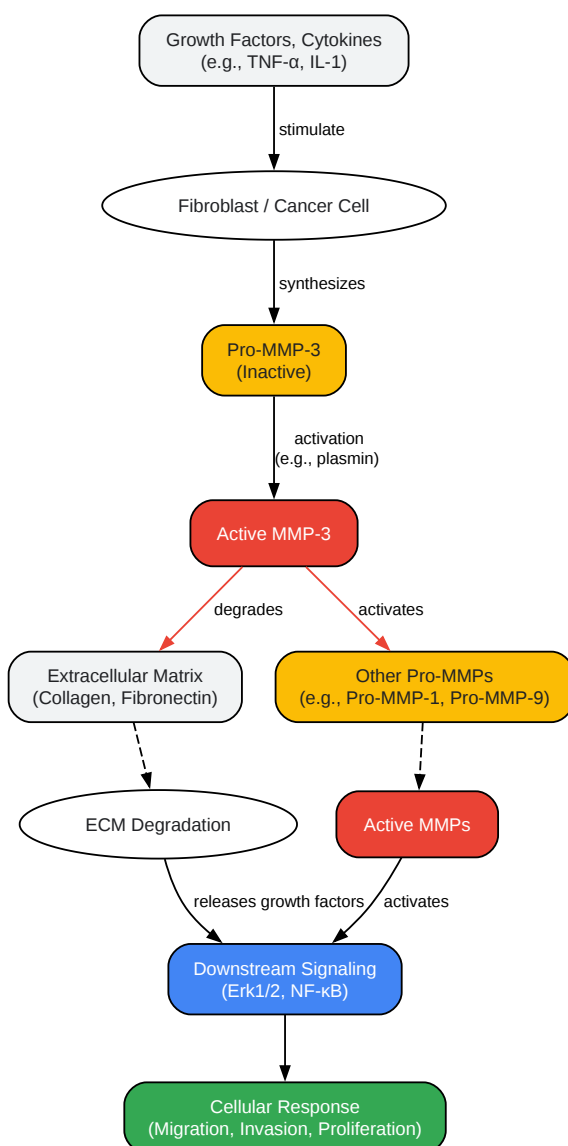 Growth Factors, Cytokines
(e.g., TNF-α, IL-1)
stimulate
Fibroblast / Cancer Cell
synthesizes
Pro-MMP-3
(Inactive)
activation
(e.g., plasmin)
Active MMP-3
degrades
activates
Extracellular Matrix
(Collagen, Fibronectin)
Other Pro-MMPs
(e.g., Pro-MMP-1, Pro-MMP-9)
ECM Degradation
Active MMPs
releases growth factors
activates
Downstream Signaling
(Erk1/2, NF-κB)
Cellular Response
(Migration, Invasion, Proliferation)